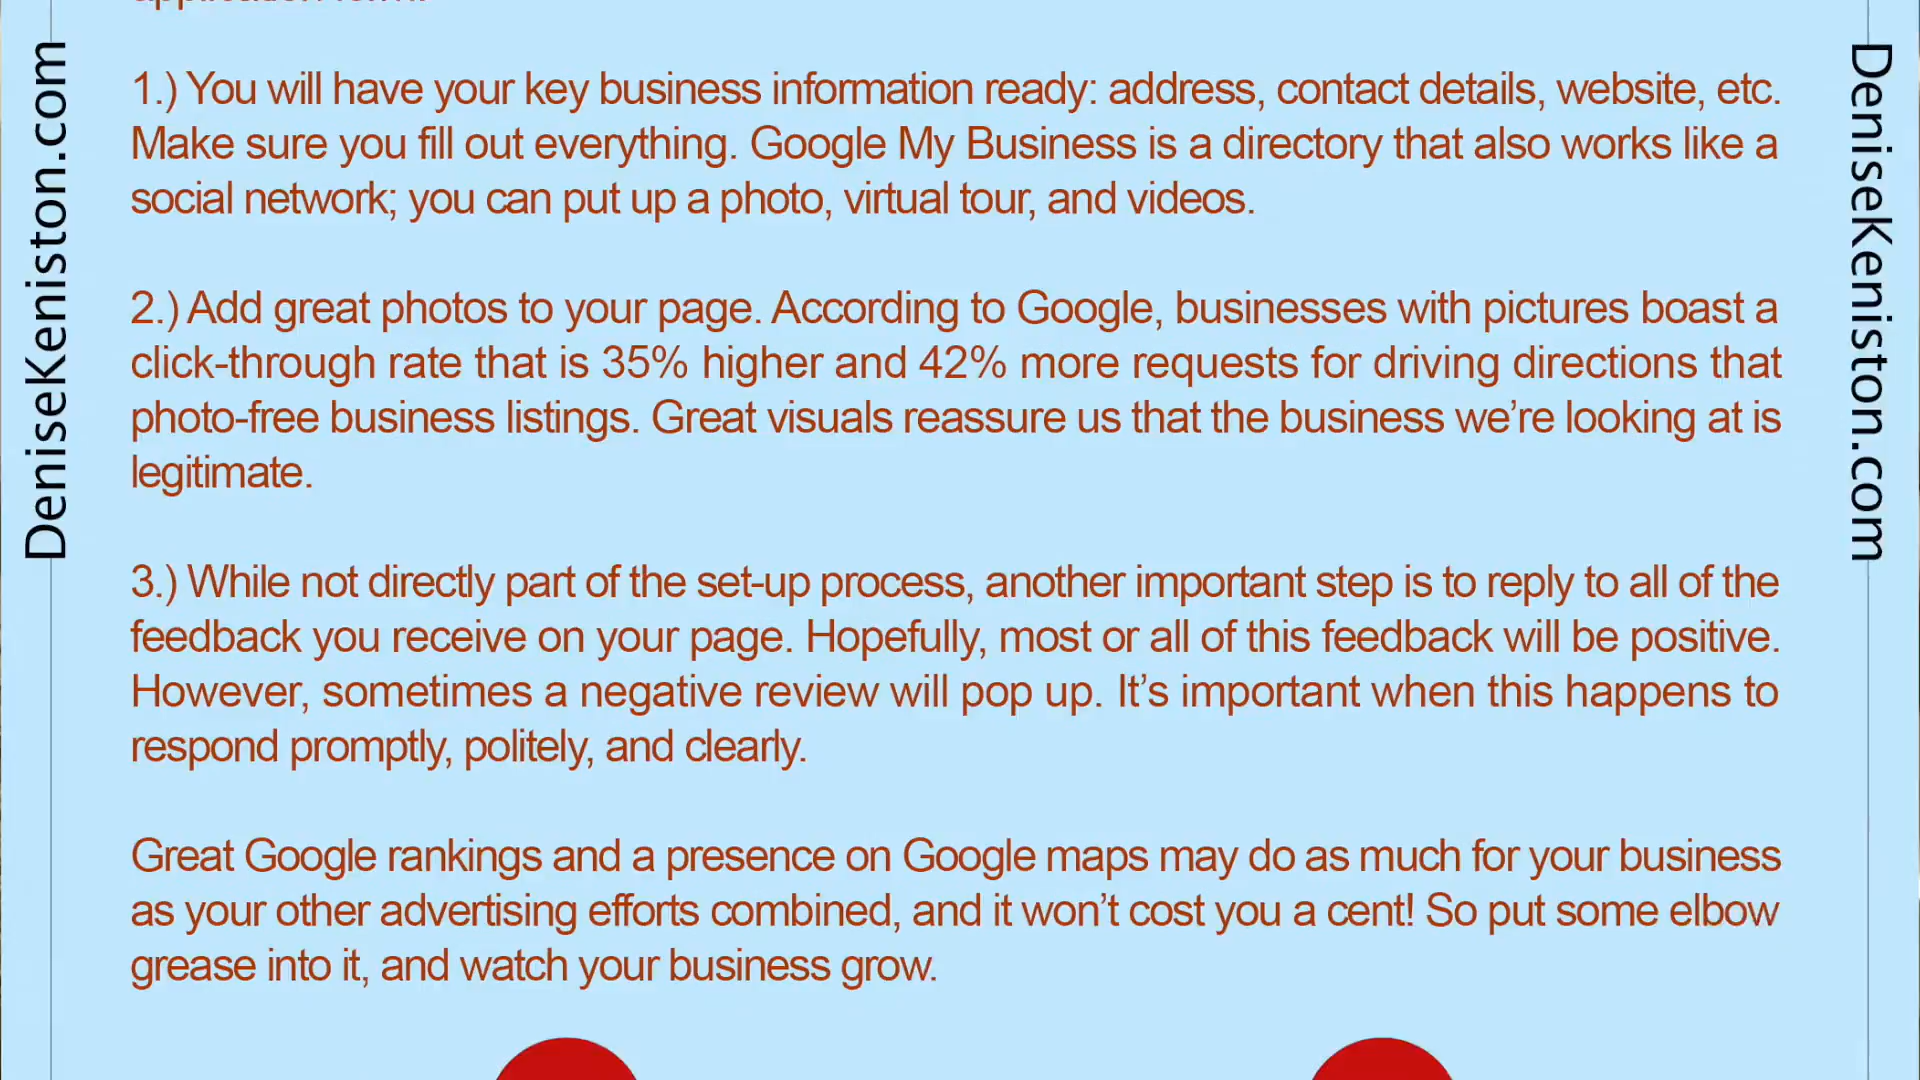 DeniseKeniston.com
1.) You will have your key business information ready: address, contact details, website, etc.
Make sure you fill out everything. Google My Business is a directory that also works like a
social network; you can put up a photo, virtual tour, and videos.
2.) Add great photos to your page. According to Google, businesses with pictures boast a
click-through rate that is 35% higher and 42% more requests for driving directions that
photo-free business listings. Great visuals reassure us that the business we’re looking at is
legitimate.
3.) While not directly part of the set-up process, another important step is to reply to all of the
feedback you receive on your page. Hopefully, most or all of this feedback will be positive.
However, sometimes a negative review will pop up. It’s important when this happens to
respond promptly, politely, and clearly.
Great Google rankings and a presence on Google maps may do as much for your business
as your other advertising efforts combined, and it won’t cost you a cent! So put some elbow
grease into it, and watch your business grow.
DeniseKeniston.com